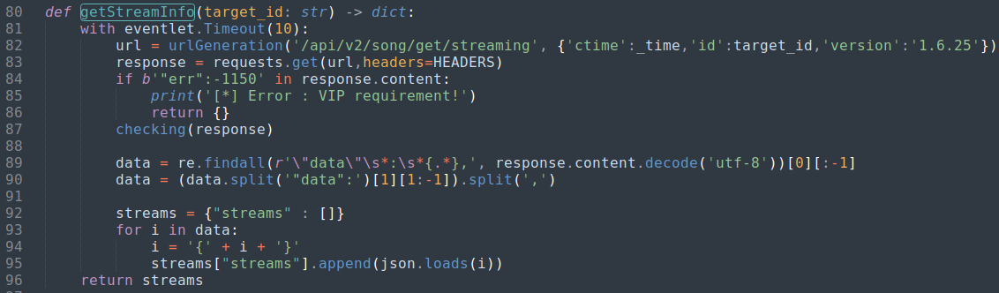 80 def getStreamInfo(target_id: str) -> dict:
81     with eventlet.Timeout(10):
82         url = urlGeneration('/api/v2/song/get/streaming', {'ctime':_time,'id':target_id,'version':'1.6.25'})
83         response = requests.get(url,headers=HEADERS)
84         if b'"err":-1150' in response.content:
85             print('[*] Error : VIP requirement!')
86             return {}
87         checking(response)
88
89         data = re.findall(r'\"data\"\s*:\s*{.*},', response.content.decode('utf-8'))[0][:-1]
90         data = (data.split('"data":')[1][1:-1]).split(',')
91
92         streams = {"streams" : []}
93         for i in data:
94             i = '{' + i + '}'
95             streams["streams"].append(json.loads(i))
96     return streams